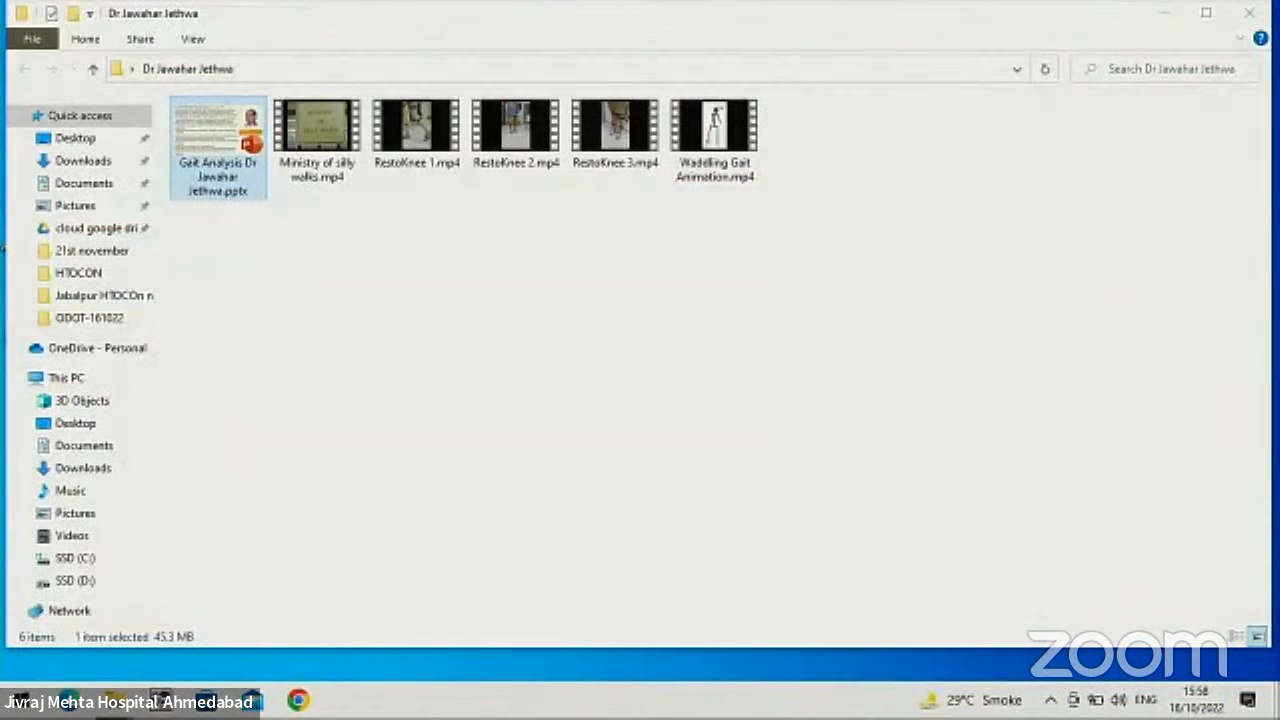 Dr Jawahar Jethwa
File Home Share View
Dr Jawahar Jethwa
Search Dr Jawahar Jethwa
Quick access
Desktop
Downloads
Documents
Pictures
cloud google dri
21st november
HTOCON
Jabalpur HTOCOn n
ODOT-161022
OneDrive - Personal
This PC
3D Objects
Desktop
Documents
Downloads
Music
Pictures
Videos
SSD (C:)
SSD (D:)
Network
Gait Analysis Dr
Jawahar
Jethwa.pptx
Ministry of silly
walks.mp4
RestoKnee 1.mp4
RestoKnee 2.mp4
RestoKnee 3.mp4
Waddling Gait
Animation.mp4
6 items 1 item selected 45.3 MB
zoom
Jivraj Mehta Hospital Ahmedabad
29°C Smoke
ENG
15:58
16/10/2022